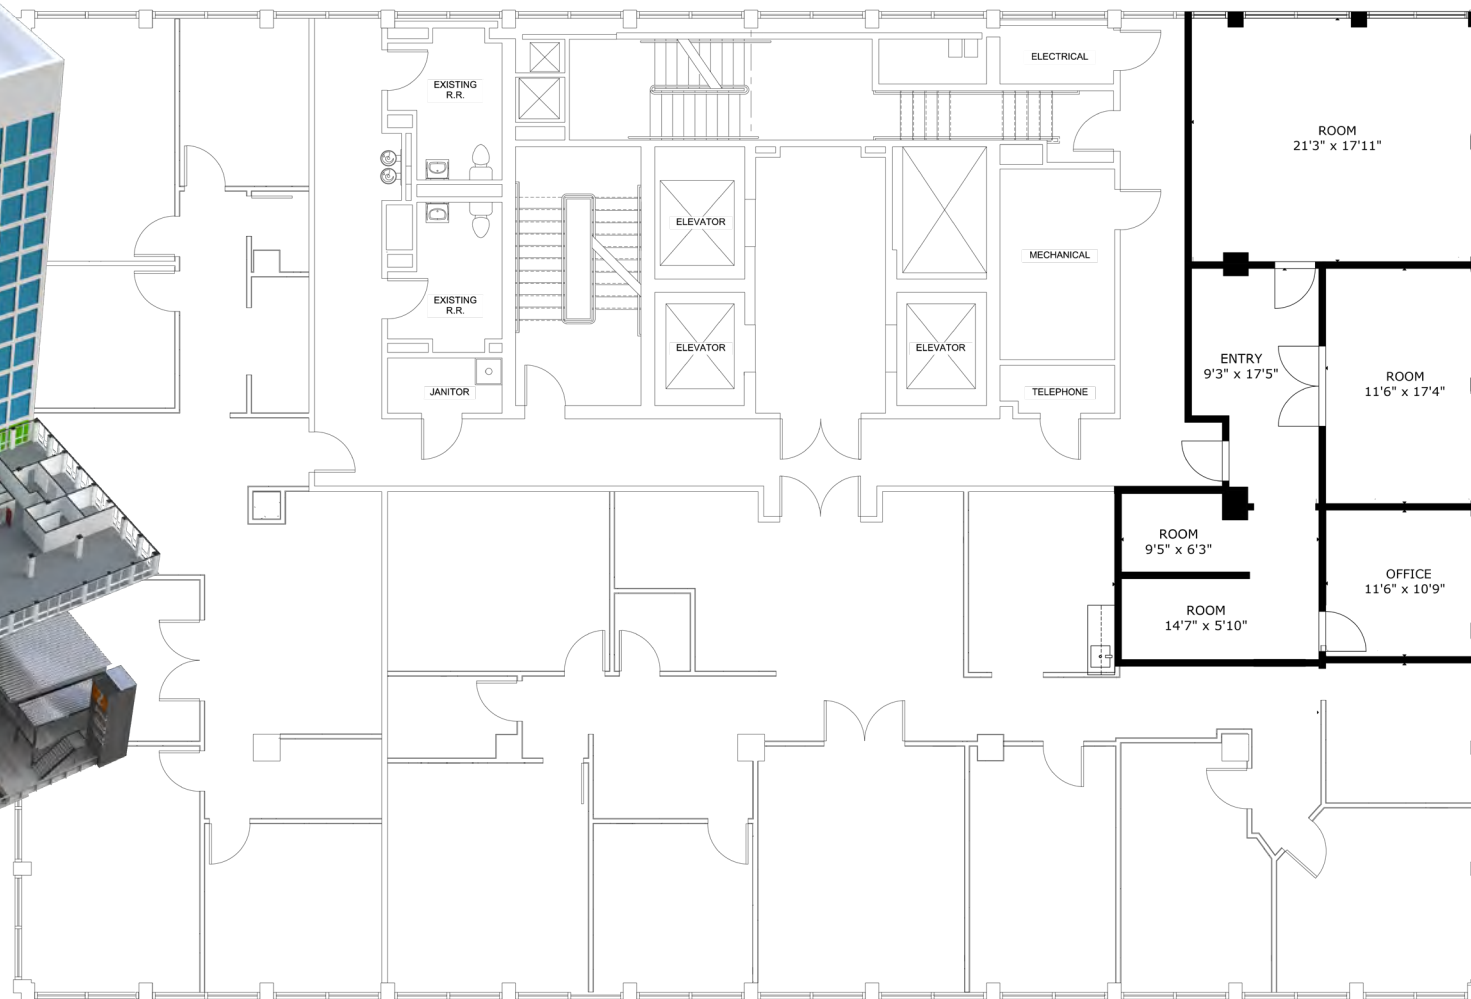 ELECTRICAL
EXISTING
R.R.
ROOM
21'3" x 17'11"
ELEVATOR
MECHANICAL
EXISTING
R.R.
ELEVATOR
ELEVATOR
ENTRY
9'3" x 17'5"
ROOM
11'6" x 17'4"
JANITOR
TELEPHONE
ROOM
9'5" x 6'3"
OFFICE
11'6" x 10'9"
ROOM
14'7" x 5'10"